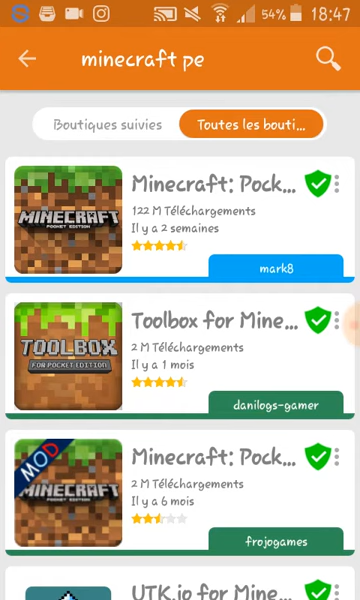 54% 18:47
minecraft pe
Boutiques suivies
Toutes les bouti...
Minecraft: Pock...
MINECRAFT
POCKET EDITION
122 M Téléchargements
Il y a 2 semaines
mark8
Toolbox for Mine...
TOOLBOX
FOR POCKET EDITION
2 M Téléchargements
Il y a 1 mois
danilogs-gamer
Minecraft: Pock...
MOD
MINECRAFT
2 M Téléchargements
Il y a 6 mois
frojogames
UTK.io for Mine...